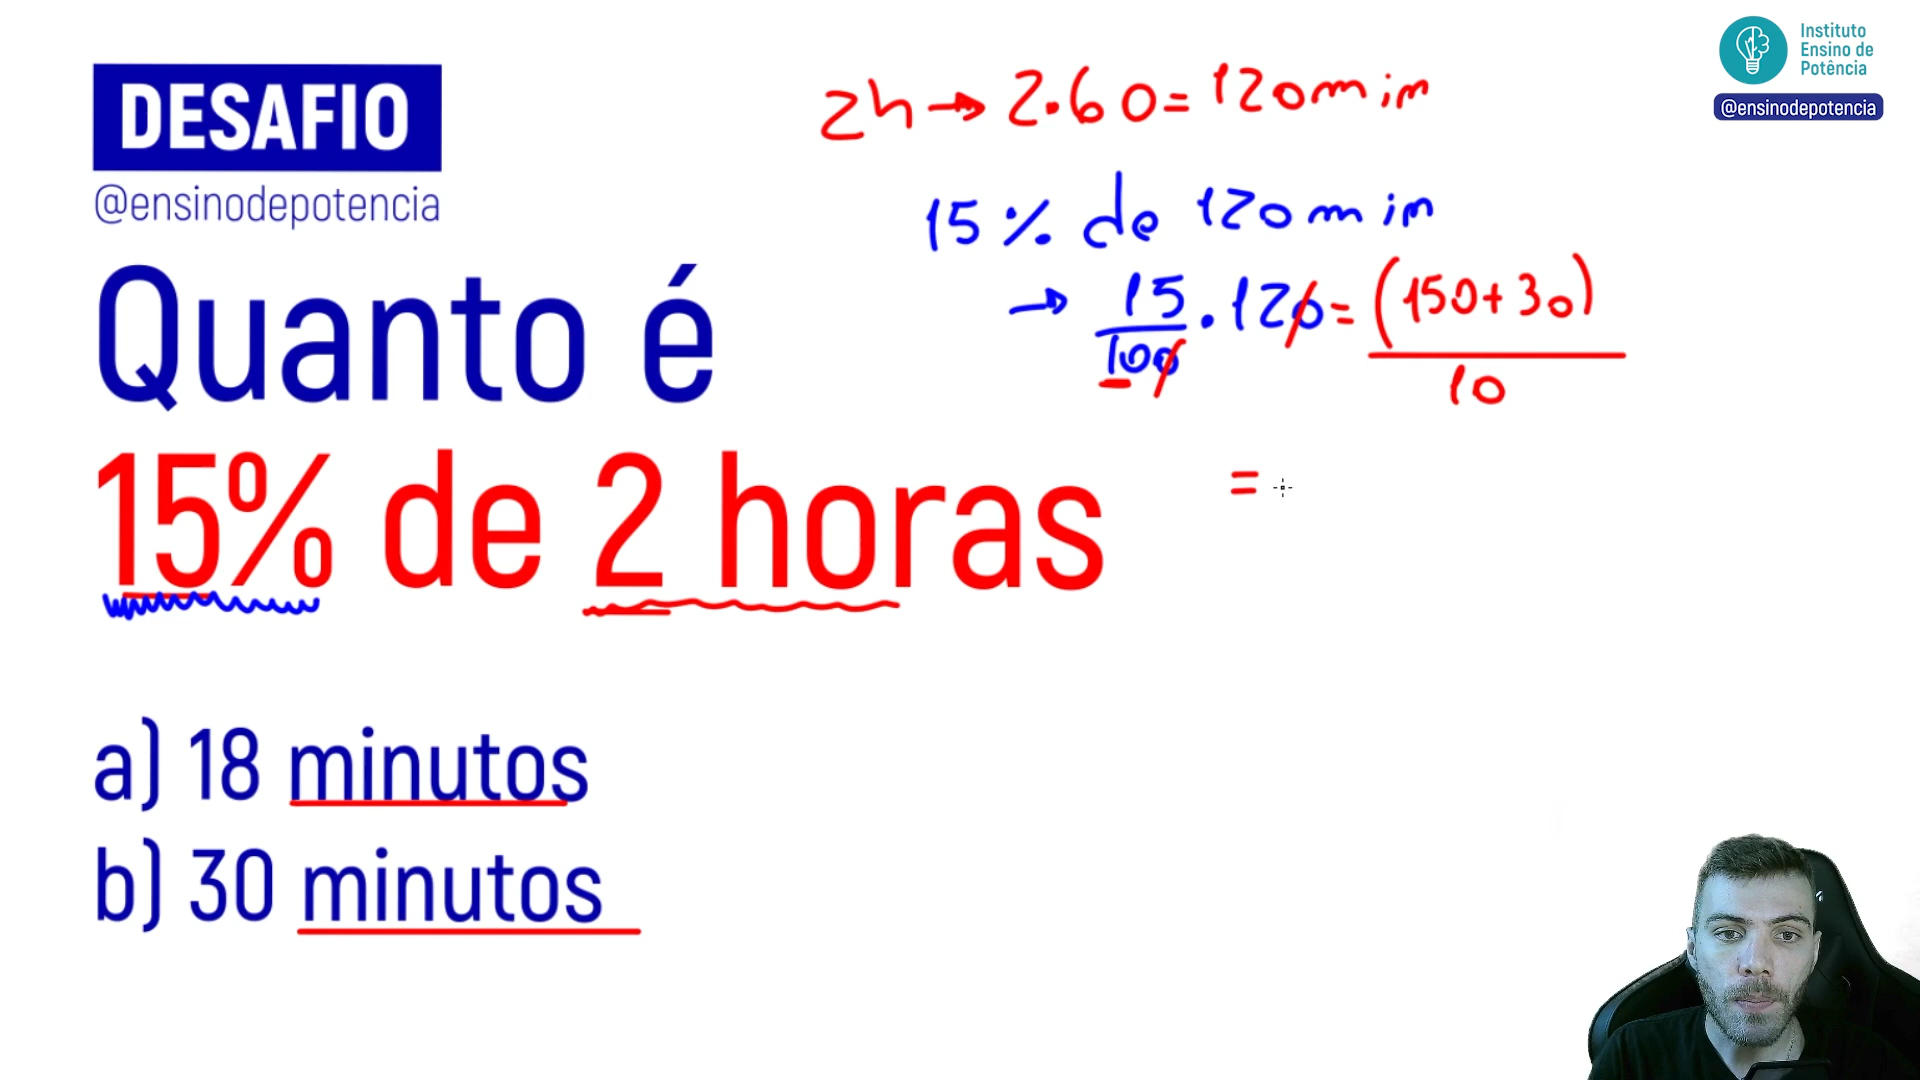 DESAFIO
@ensinodepotencia
Quanto é
15% de 2 horas
a) 18 minutos
b) 30 minutos
2h → 2.60 = 120min
15% de 120min
→ 15/100 . 120 = (150+30)/10
=
Instituto
Ensino de
Potência
@ensinodepotencia